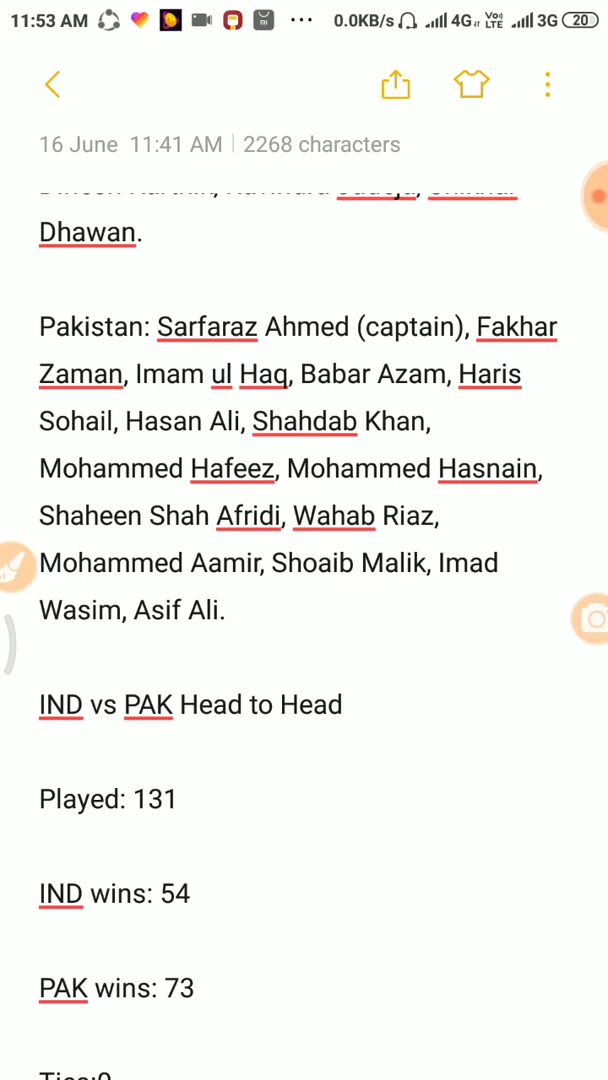 11:53 AM ... 0.0KB/s 4G VoLTE 3G 20
16 June 11:41 AM | 2268 characters
Dhawan.
Pakistan: Sarfaraz Ahmed (captain), Fakhar
Zaman, Imam ul Haq, Babar Azam, Haris
Sohail, Hasan Ali, Shahdab Khan,
Mohammed Hafeez, Mohammed Hasnain,
Shaheen Shah Afridi, Wahab Riaz,
Mohammed Aamir, Shoaib Malik, Imad
Wasim, Asif Ali.
IND vs PAK Head to Head
Played: 131
IND wins: 54
PAK wins: 73